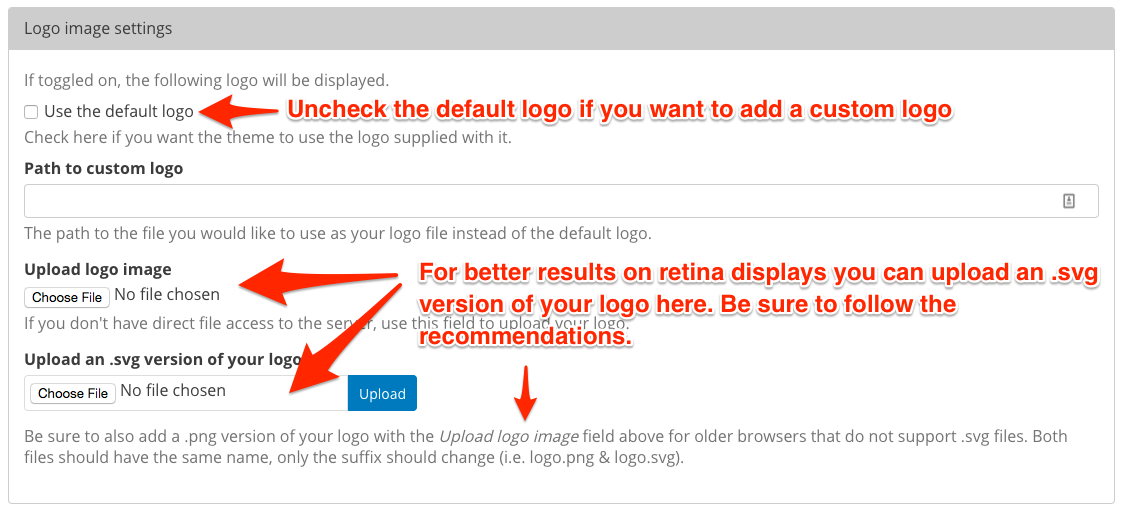 Logo image settings
If toggled on, the following logo will be displayed.
Use the default logo
Uncheck the default logo if you want to add a custom logo
Check here if you want the theme to use the logo supplied with it.
Path to custom logo
The path to the file you would like to use as your logo file instead of the default logo.
Upload logo image
Choose File No file chosen
For better results on retina displays you can upload an .svg
version of your logo here. Be sure to follow the
recommendations.
If you don't have direct file access to the server, use this field to upload your logo.
Upload an .svg version of your logo
Choose File No file chosen
Upload
Be sure to also add a .png version of your logo with the Upload logo image field above for older browsers that do not support .svg files. Both
files should have the same name, only the suffix should change (i.e. logo.png & logo.svg).